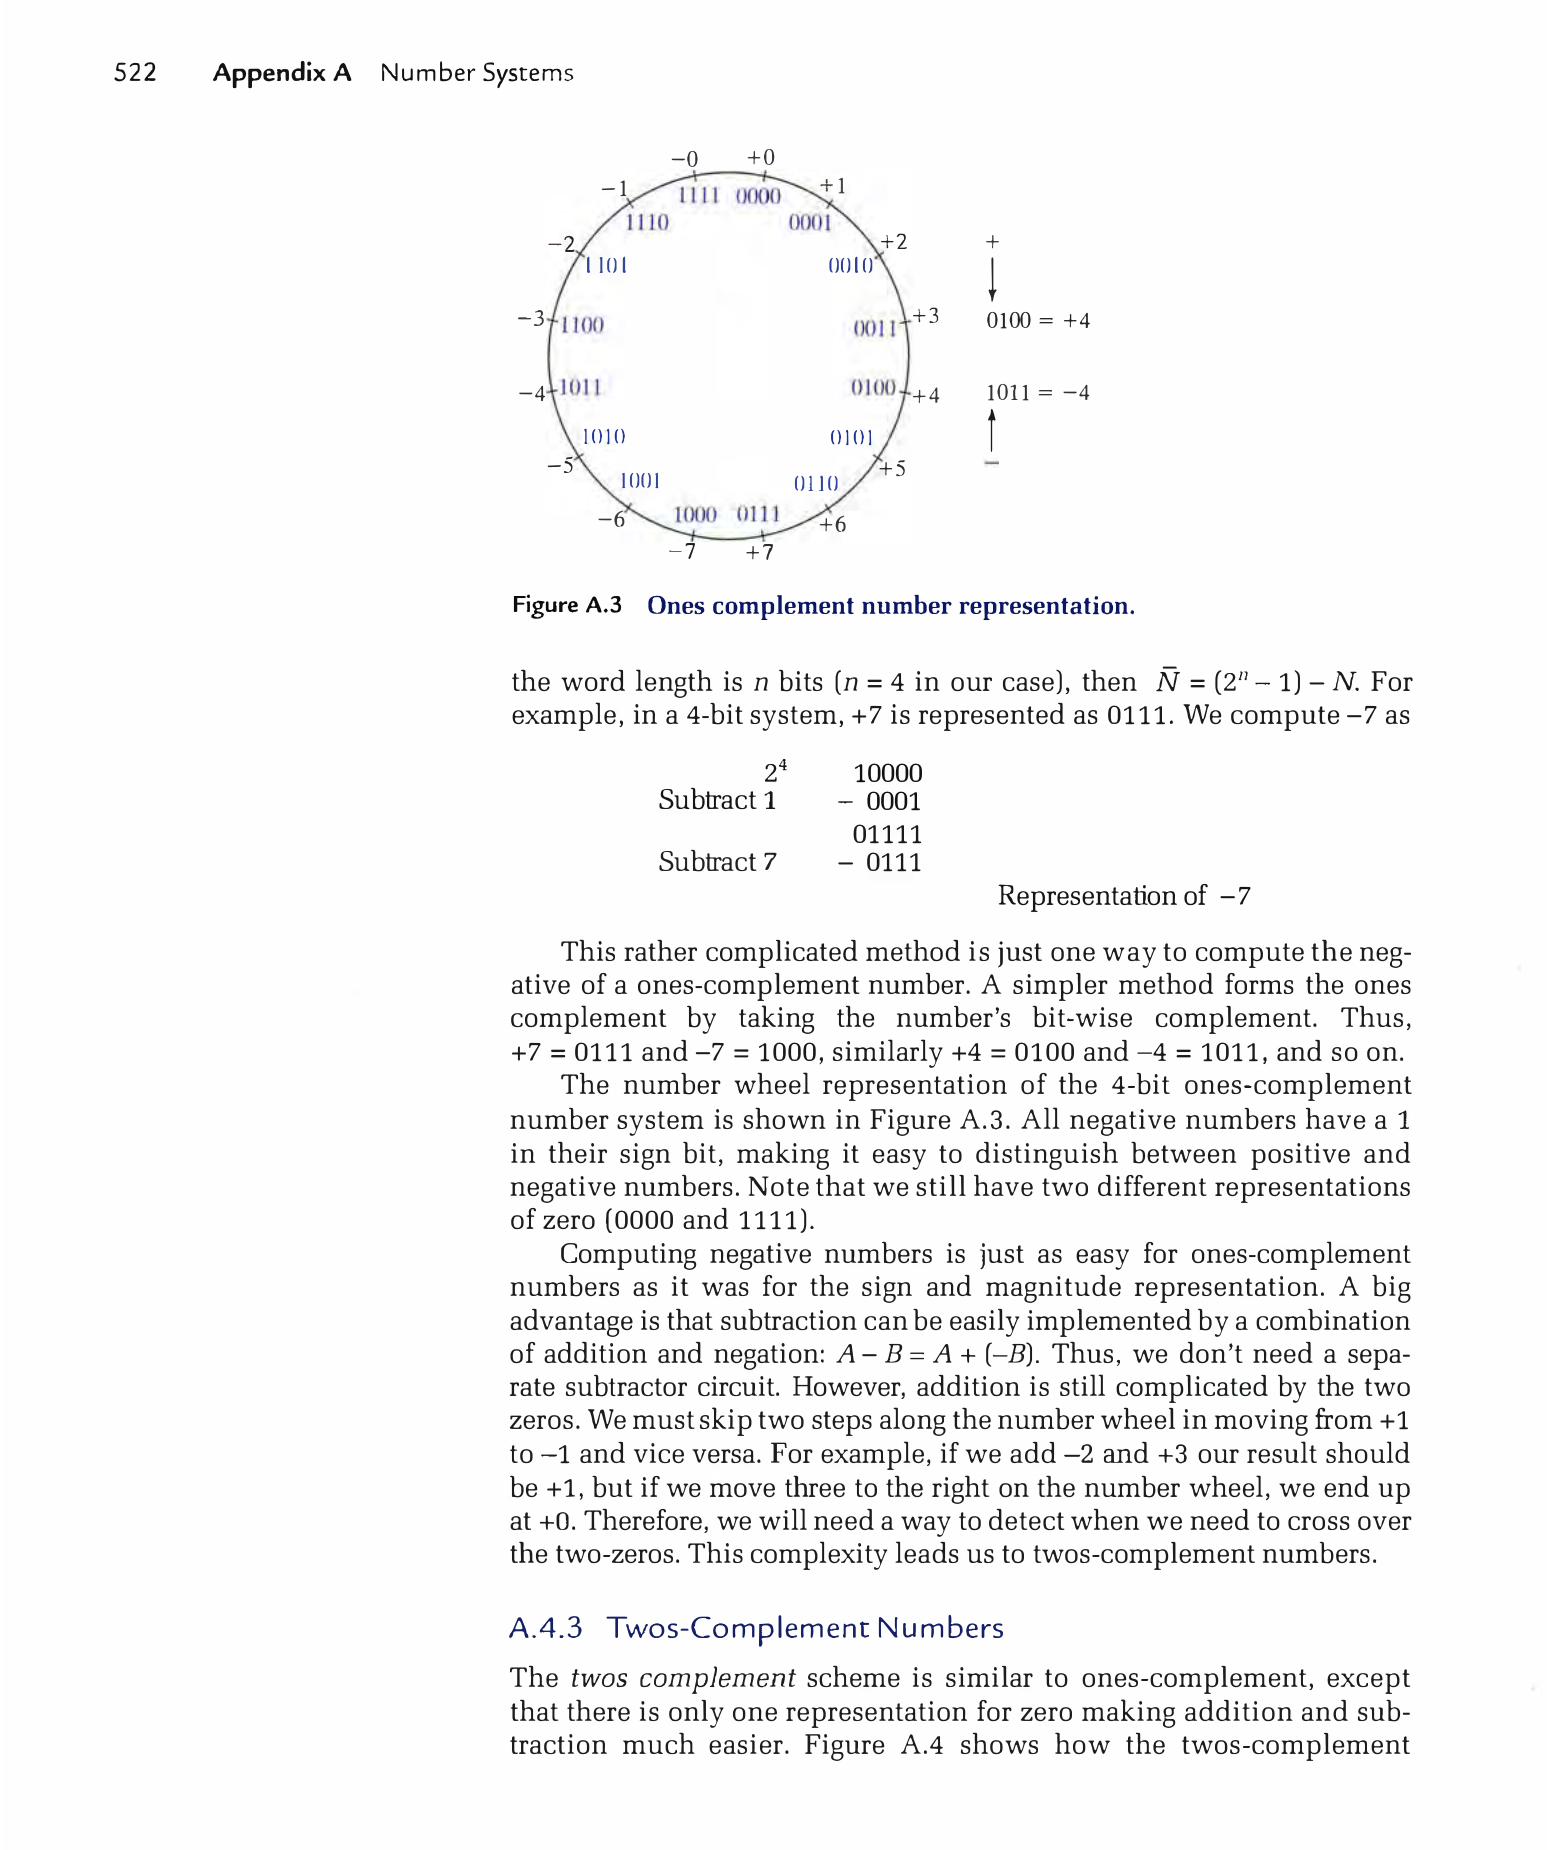 522 Appendix A Number Systems
−0 +0
−1 1111 0000 +1
1110 0001
−2 +2 +
1101 0010
−3 1100 0011 +3 0100 = +4
−4 1011 0100 +4 1011 = −4
1010 0101
−5 +5 −
1001 0110
−6 1000 0111 +6
−7 +7
Figure A.3 Ones complement number representation.
the word length is n bits (n = 4 in our case), then N̄ = (2ⁿ − 1) − N. For
example, in a 4-bit system, +7 is represented as 0111. We compute −7 as
2⁴ 10000
Subtract 1 − 0001
01111
Subtract 7 − 0111
Representation of −7
This rather complicated method is just one way to compute the neg-
ative of a ones-complement number. A simpler method forms the ones
complement by taking the number's bit-wise complement. Thus,
+7 = 0111 and −7 = 1000, similarly +4 = 0100 and −4 = 1011, and so on.
The number wheel representation of the 4-bit ones-complement
number system is shown in Figure A.3. All negative numbers have a 1
in their sign bit, making it easy to distinguish between positive and
negative numbers. Note that we still have two different representations
of zero (0000 and 1111).
Computing negative numbers is just as easy for ones-complement
numbers as it was for the sign and magnitude representation. A big
advantage is that subtraction can be easily implemented by a combination
of addition and negation: A − B = A + (−B). Thus, we don't need a sepa-
rate subtractor circuit. However, addition is still complicated by the two
zeros. We must skip two steps along the number wheel in moving from +1
to −1 and vice versa. For example, if we add −2 and +3 our result should
be +1, but if we move three to the right on the number wheel, we end up
at +0. Therefore, we will need a way to detect when we need to cross over
the two-zeros. This complexity leads us to twos-complement numbers.
A.4.3 Twos-Complement Numbers
The twos complement scheme is similar to ones-complement, except
that there is only one representation for zero making addition and sub-
traction much easier. Figure A.4 shows how the twos-complement